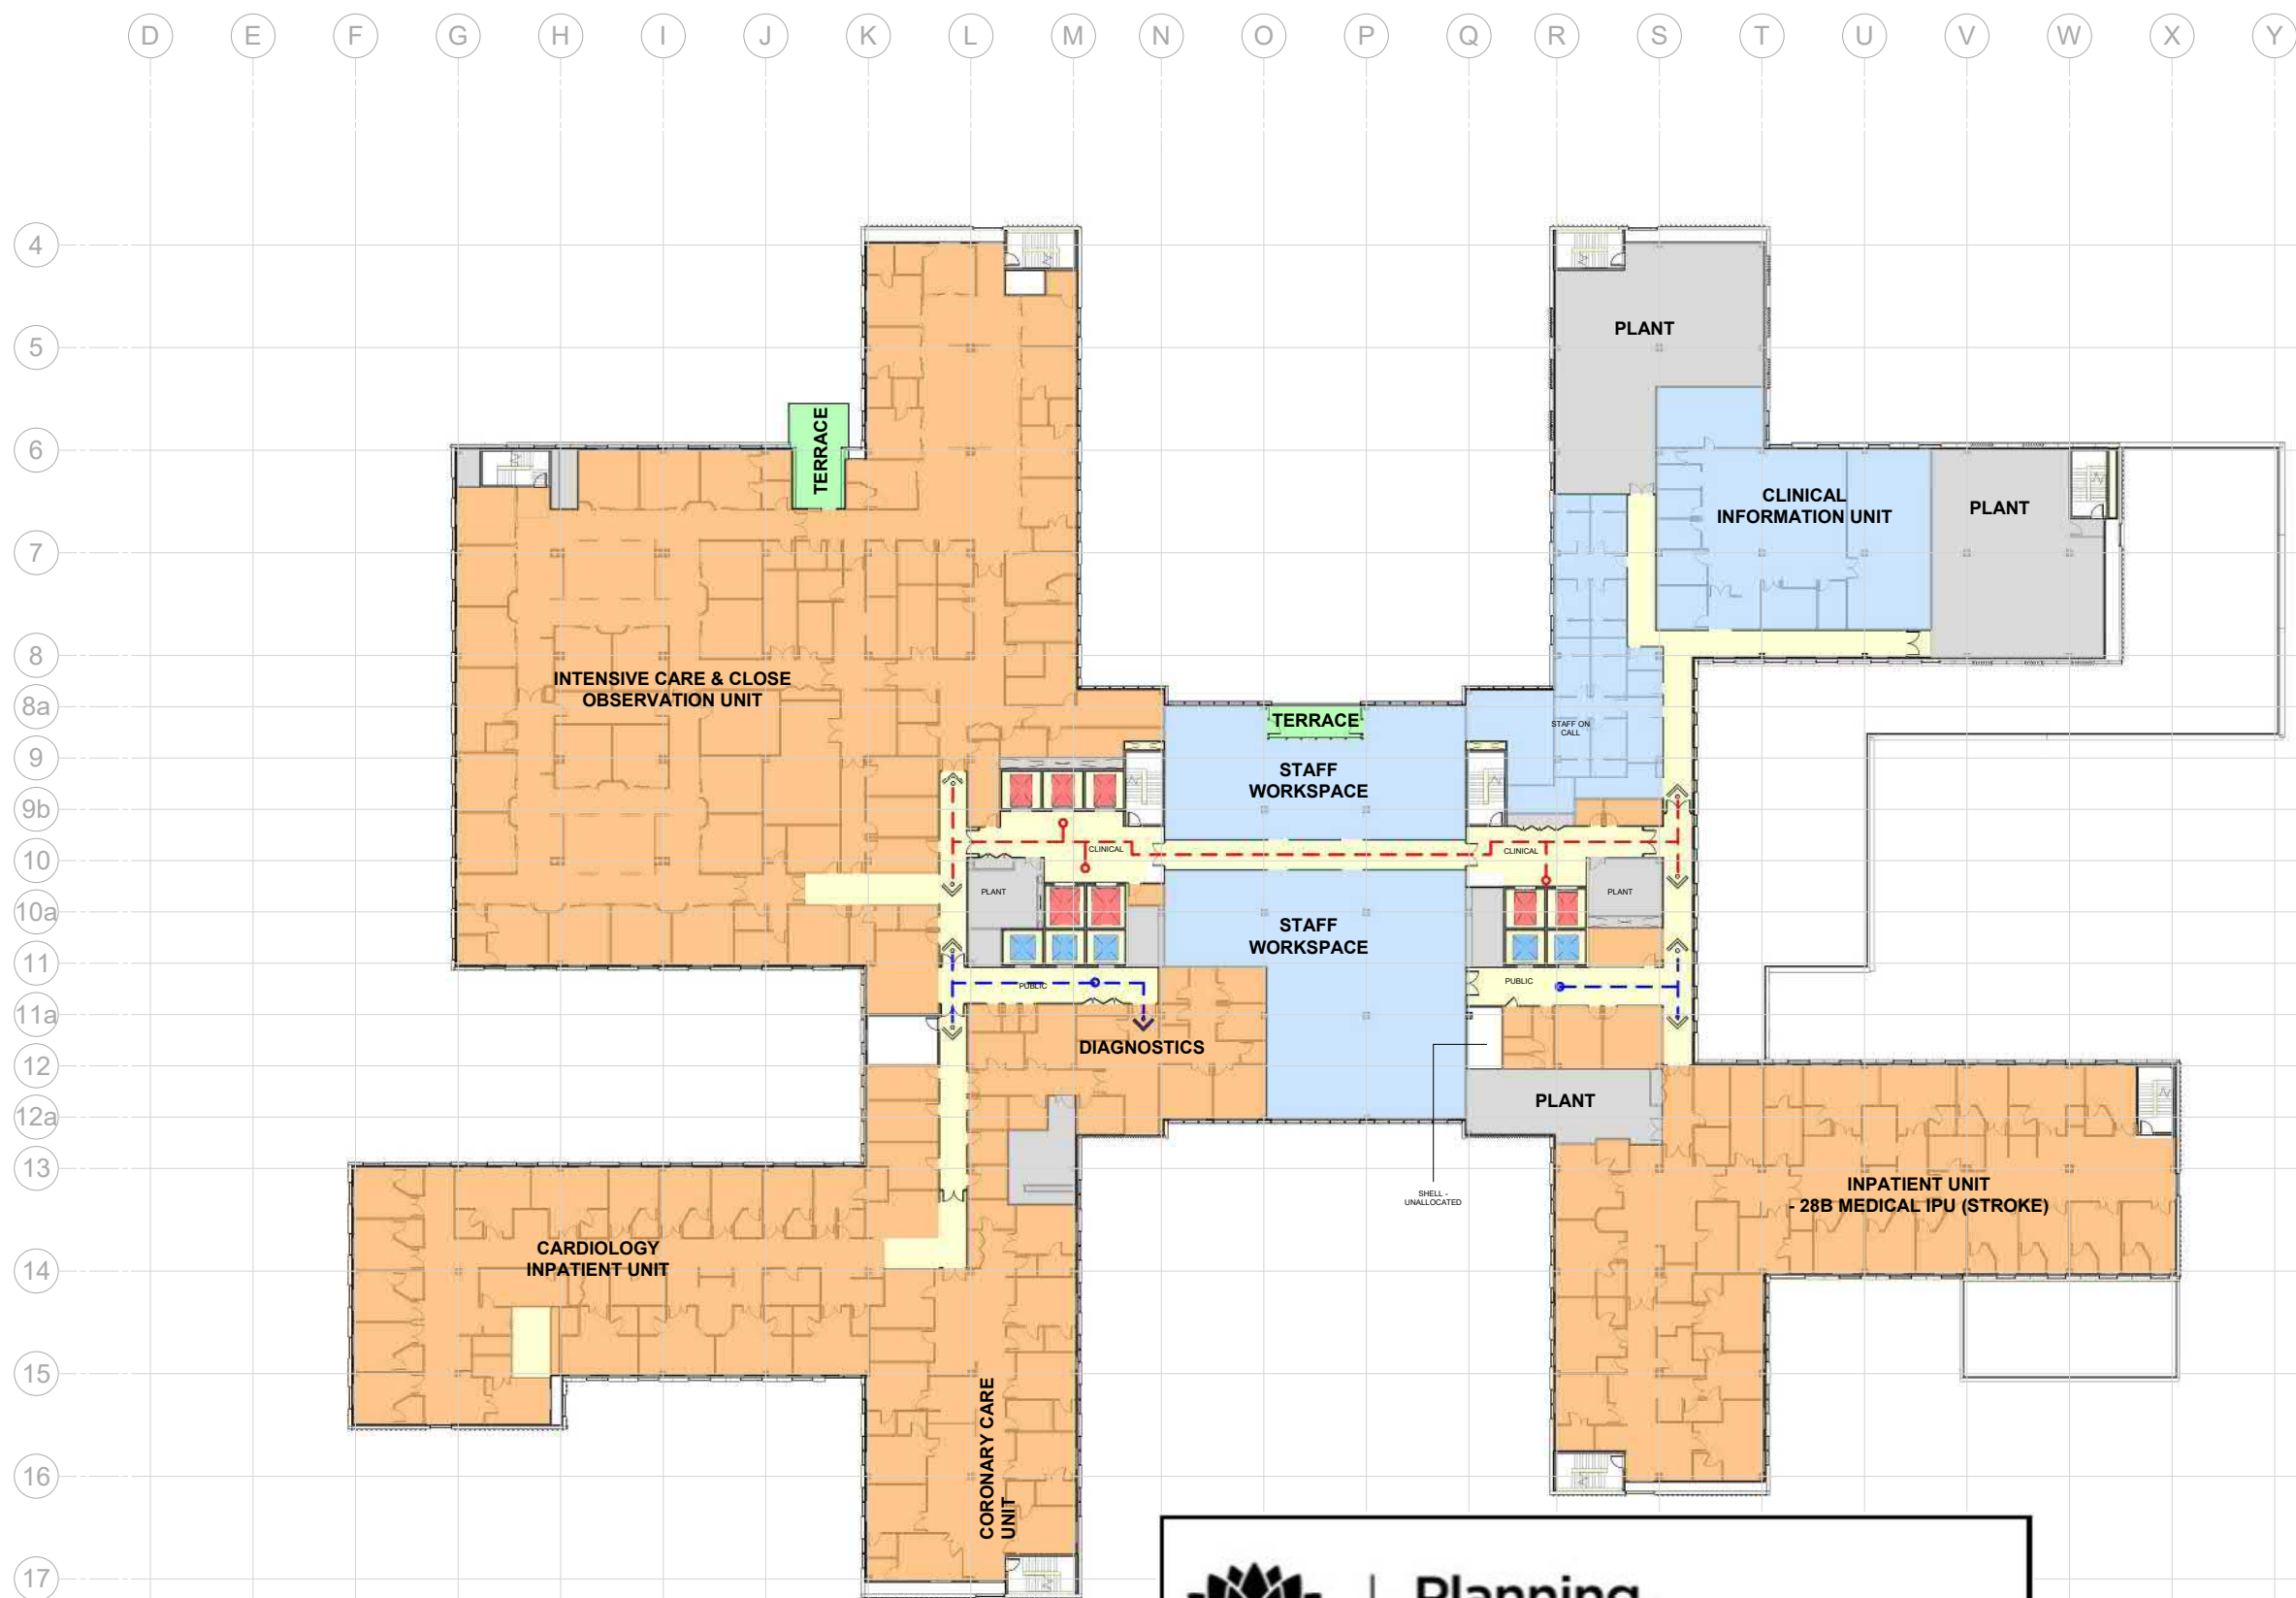 D E F G H I J K L M N O P Q R S T U V W X Y
4
5
6
7
8
8a
9
9b
10
10a
11
11a
12
12a
13
14
15
16
17
PLANT
TERRACE
CLINICAL
INFORMATION UNIT
PLANT
INTENSIVE CARE & CLOSE
OBSERVATION UNIT
TERRACE
STAFF ON
CALL
STAFF
WORKSPACE
CLINICAL
CLINICAL
PLANT
PLANT
STAFF
WORKSPACE
PUBLIC
PUBLIC
DIAGNOSTICS
PLANT
SHELL -
UNALLOCATED
INPATIENT UNIT
- 28B MEDICAL IPU (STROKE)
CARDIOLOGY
INPATIENT UNIT
CORONARY CARE
UNIT
Planning